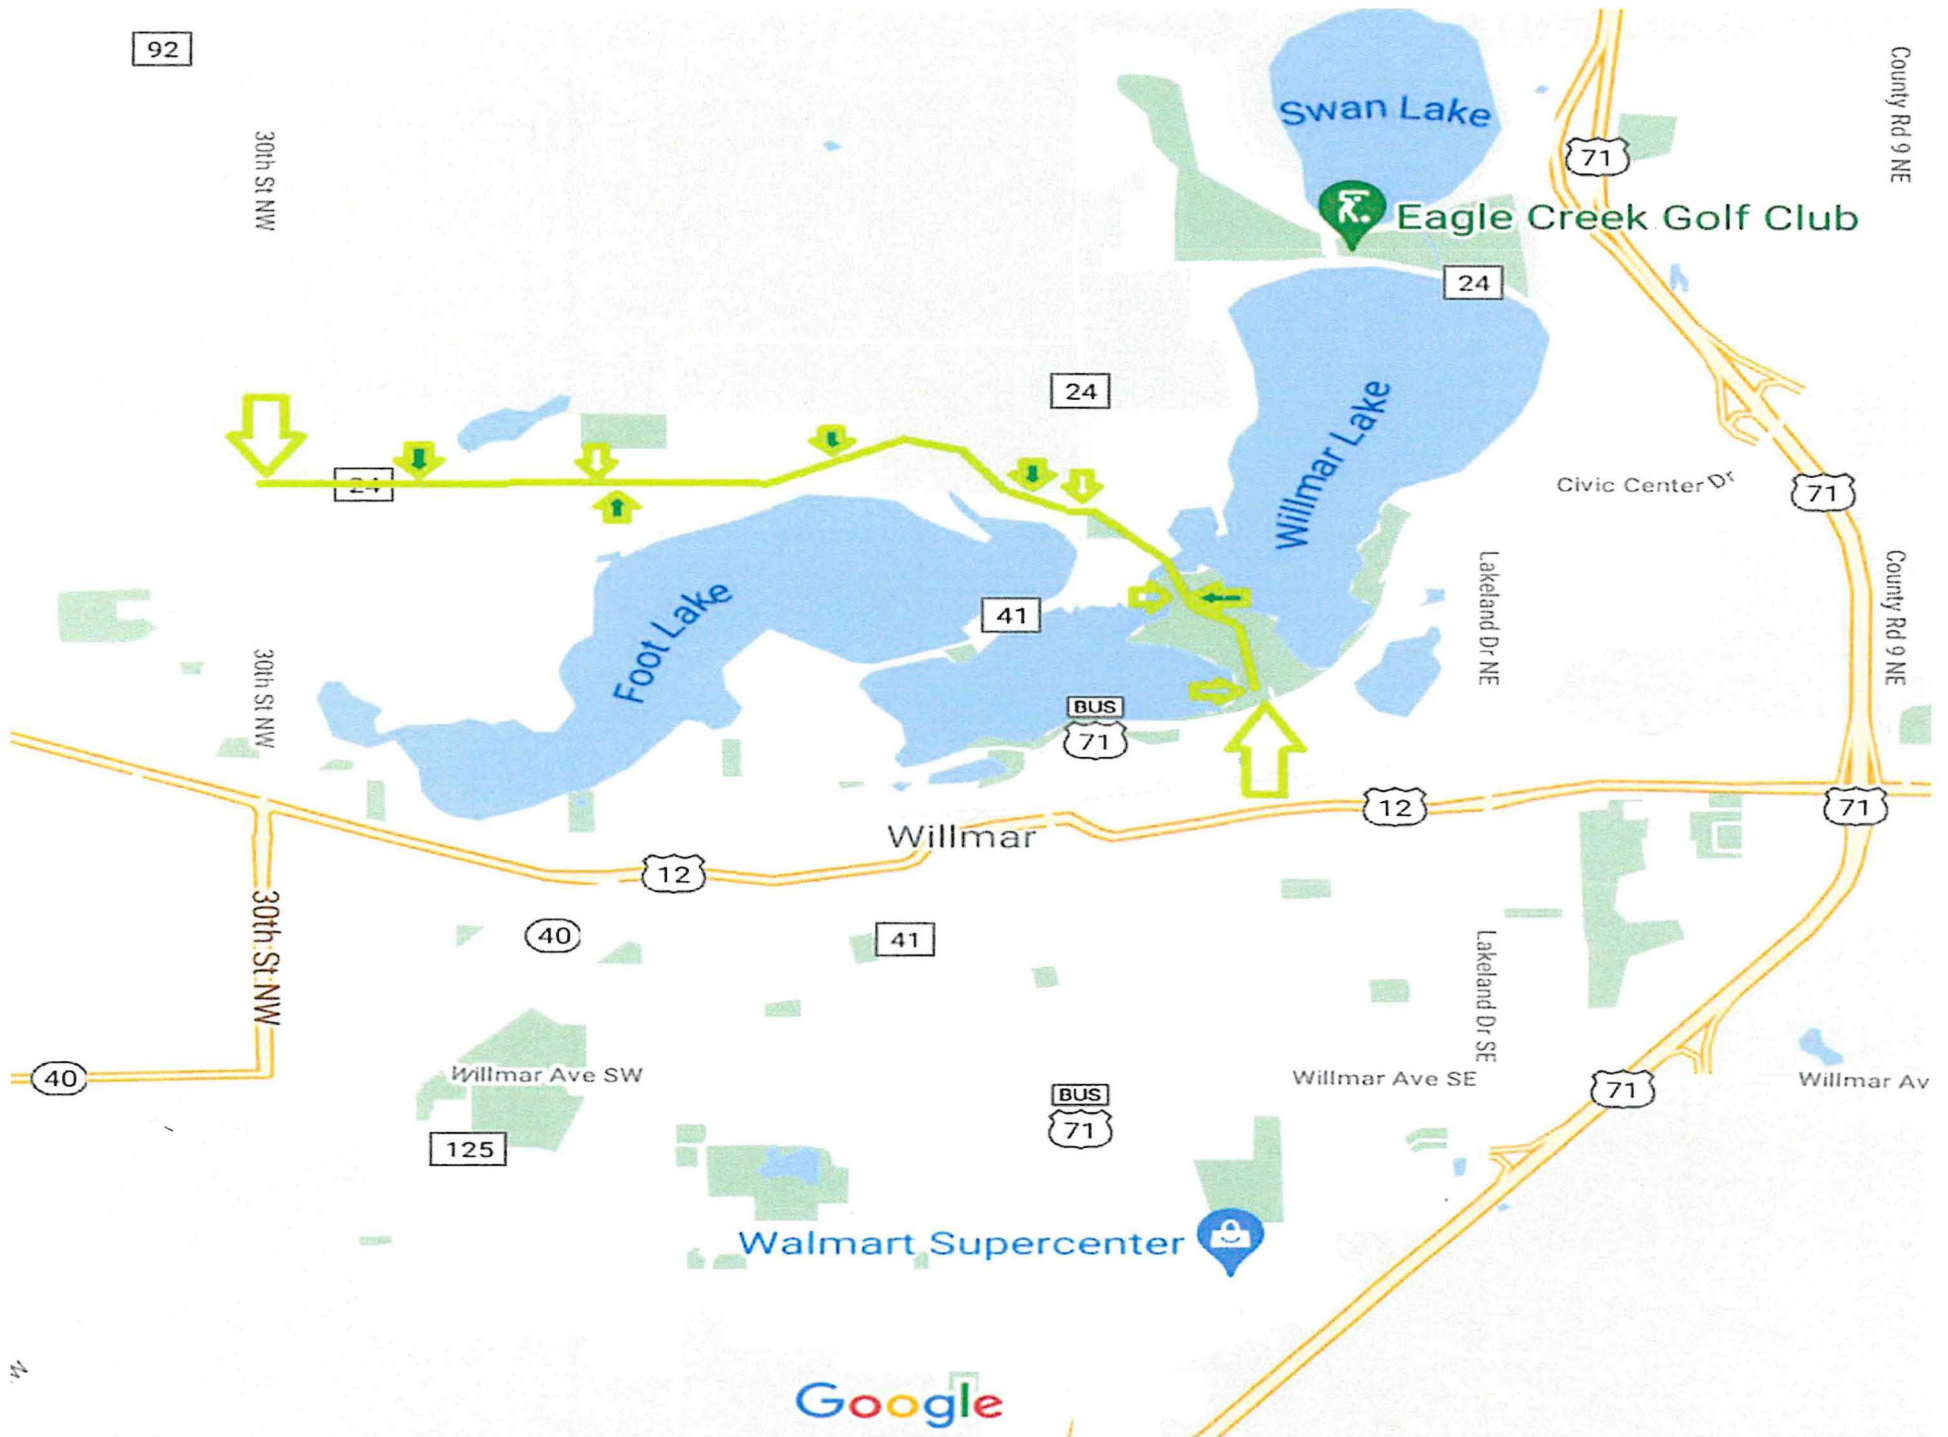 92
Swan Lake
County Rd 9 NE
30th St NW
71
Eagle Creek Golf Club
24
24
Willmar Lake
24
Civic Center Dr
71
Foot Lake
41
Lakeland Dr NE
County Rd 9 NE
30th St NW
BUS
71
12
71
Willmar
12
30th St NW
40
41
Lakeland Dr SE
40
Willmar Ave SW
Willmar Ave SE
71
Willmar Av
BUS
71
125
Walmart Supercenter
Google